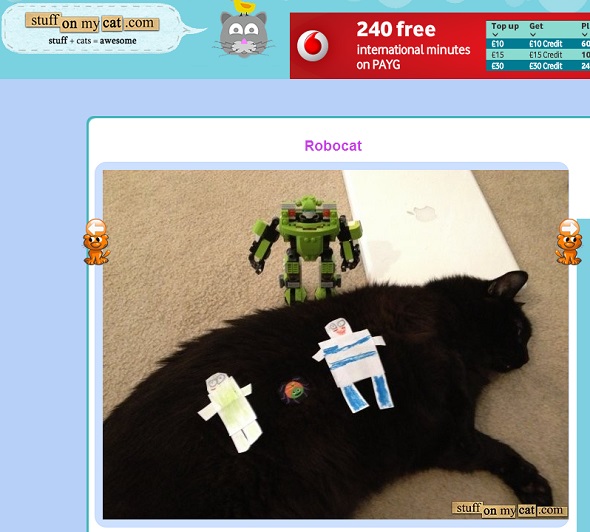 stuff on my cat .com
stuff + cats = awesome
240 free
international minutes
on PAYG
Top up Get
£10 £10 Credit 60
£15 £15 Credit 10
£30 £30 Credit 24
Robocat
stuff on my cat .com